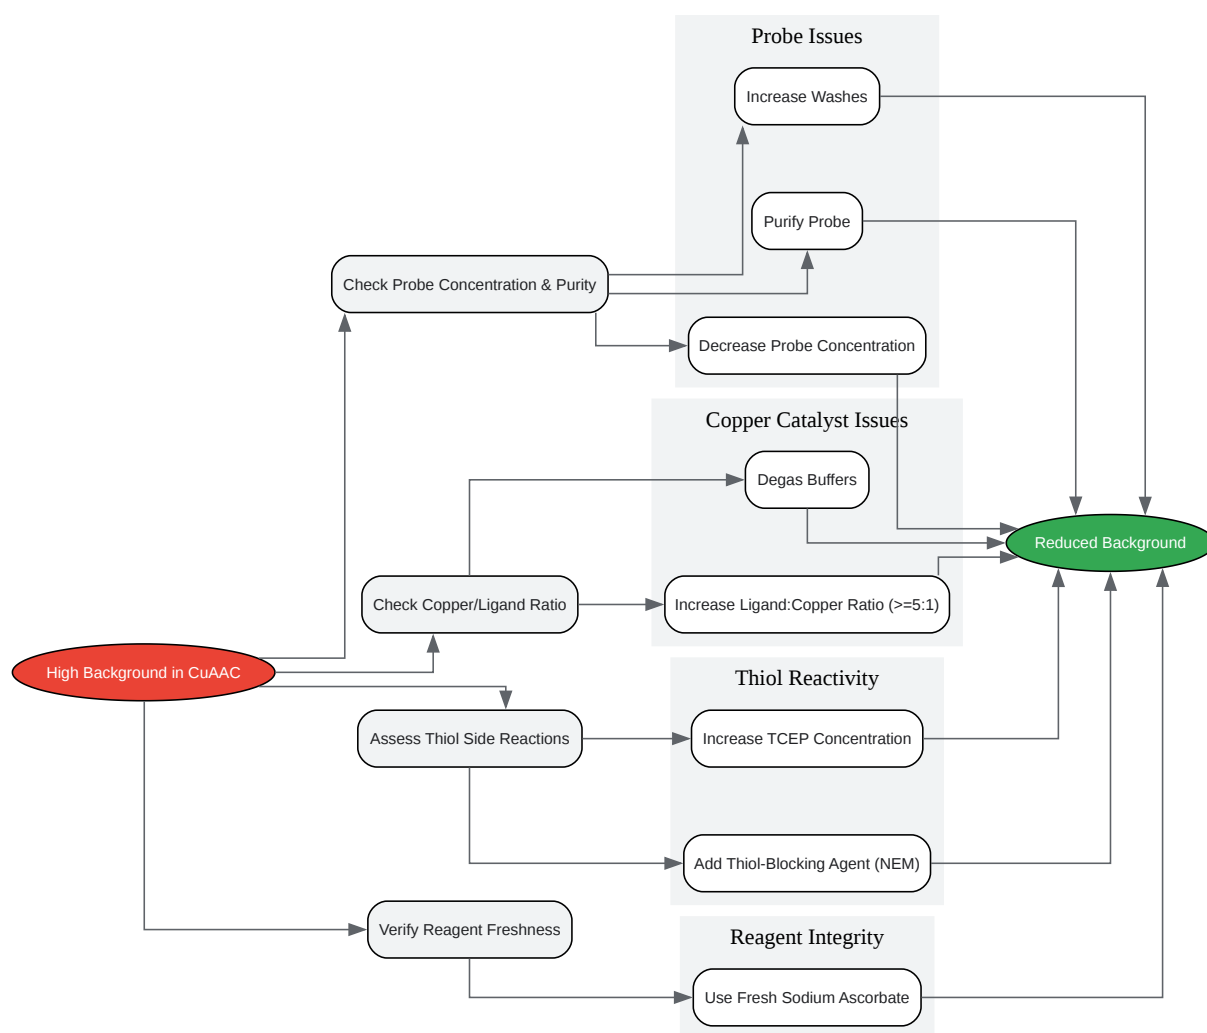 Probe Issues
Increase Washes
Purify Probe
Check Probe Concentration & Purity
Decrease Probe Concentration
Copper Catalyst Issues
Degas Buffers
Reduced Background
Check Copper/Ligand Ratio
Increase Ligand:Copper Ratio (>=5:1)
High Background in CuAAC
Thiol Reactivity
Assess Thiol Side Reactions
Increase TCEP Concentration
Add Thiol-Blocking Agent (NEM)
Verify Reagent Freshness
Reagent Integrity
Use Fresh Sodium Ascorbate